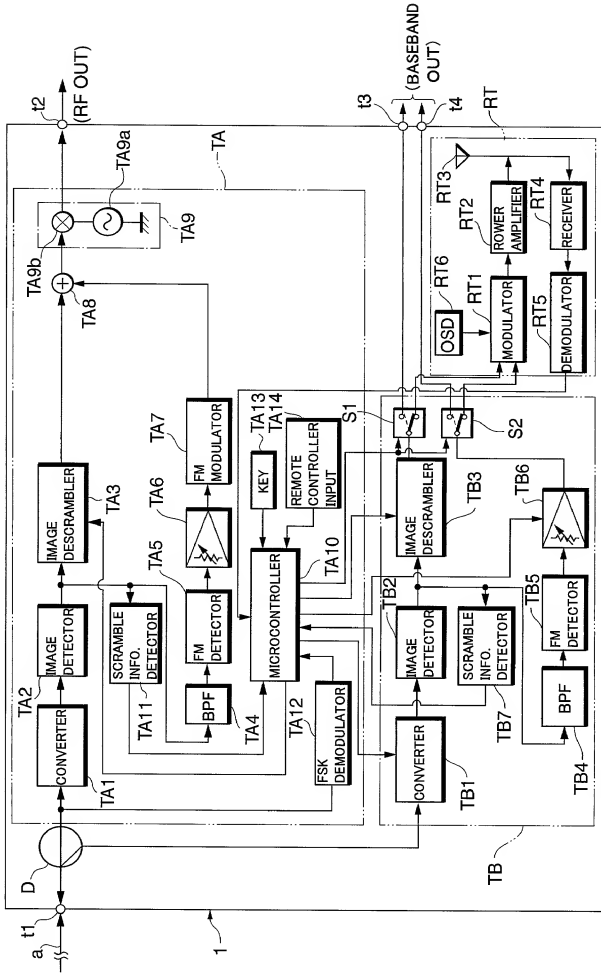 a
t1
1
D
TA1
CONVERTER
TA2
IMAGE
DETECTOR
TA3
IMAGE
DESCRAMBLER
SCRAMBLE
INFO.
DETECTOR
TA11
BPF
TA4
FM
DETECTOR
TA5
TA6
FM
MODULATOR
TA7
TA8
TA9b
TA9a
TA9
TA
t2
(RF OUT)
KEY
TA13
REMOTE
CONTROLLER
INPUT
TA14
MICROCONTROLLER
TA10
FSK
DEMODULATOR
TA12
CONVERTER
TB1
IMAGE
DETECTOR
TB2
IMAGE
DESCRAMBLER
TB3
SCRAMBLE
INFO.
DETECTOR
TB7
BPF
TB4
FM
DETECTOR
TB5
TB6
TB
S1
S2
OSD
RT6
MODULATOR
RT1
ROWER
AMPLIFIER
RT2
RT3
RECEIVER
RT4
DEMODULATOR
RT5
RT
t3
t4
(BASEBAND
OUT)